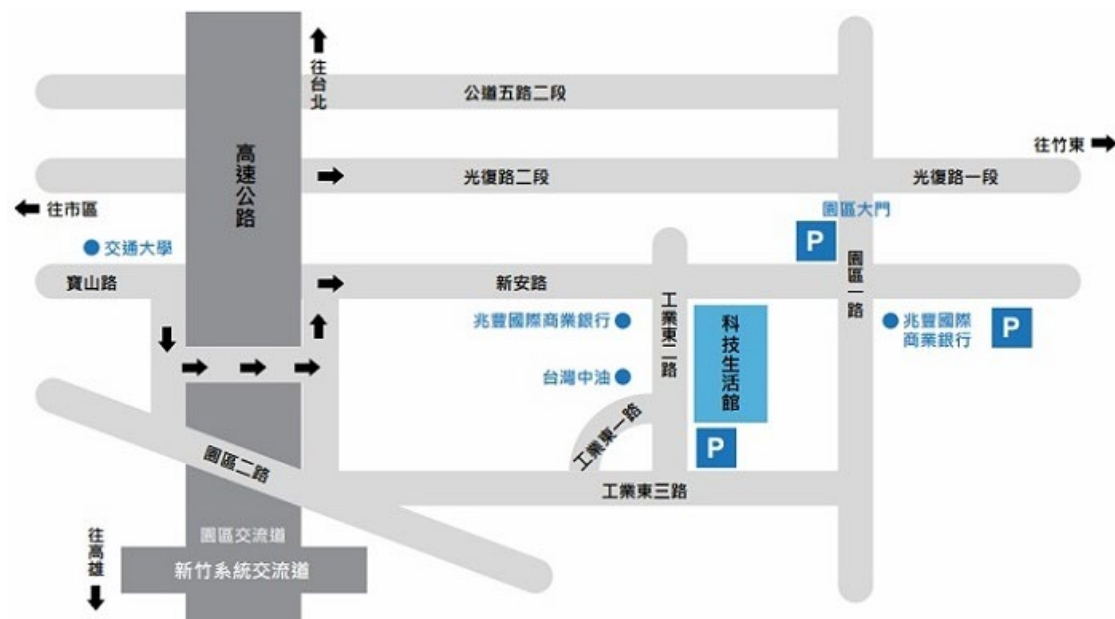 往台北
公道五路二段
高速公路
往竹東
光復路二段
光復路一段
往市區
園區大門
P
交通大學
寶山路
新安路
園區一路
兆豐國際商業銀行
工業東二路
科技生活館
兆豐國際
商業銀行
P
台灣中油
工業東一路
P
園區二路
工業東三路
往高雄
園區交流道
新竹系統交流道